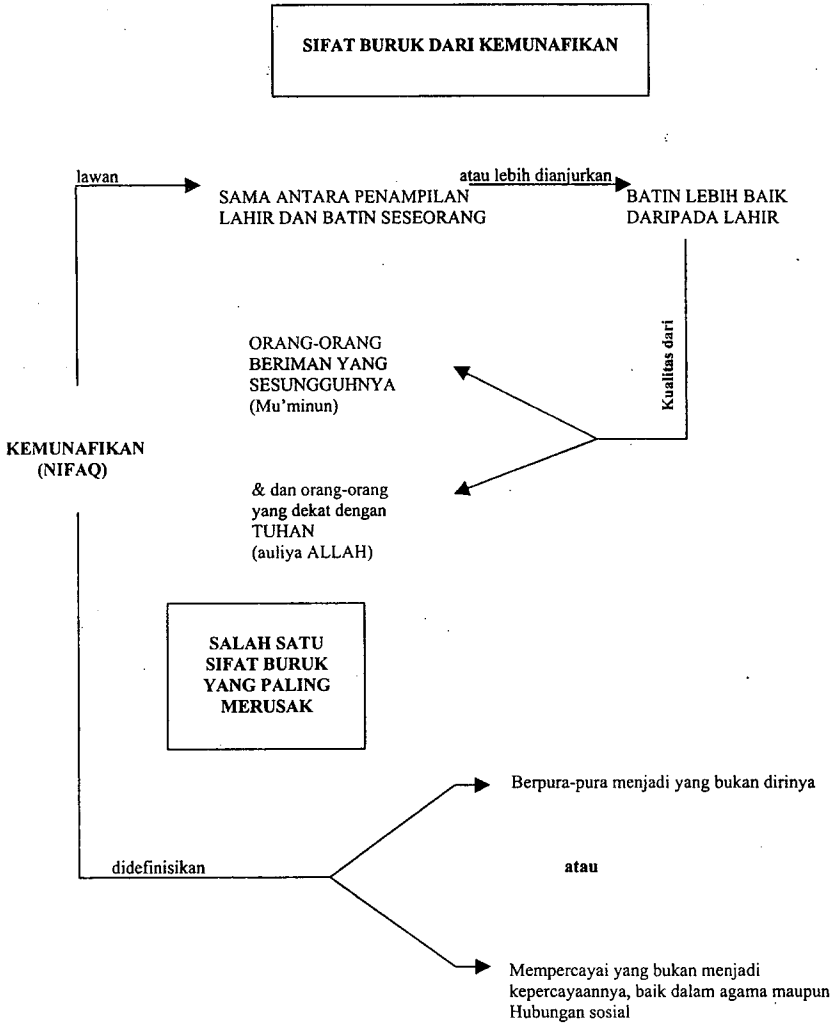 SIFAT BURUK DARI KEMUNAFIKAN
lawan
SAMA ANTARA PENAMPILAN
LAHIR DAN BATIN SESEORANG
atau lebih dianjurkan
BATIN LEBIH BAIK
DARIPADA LAHIR
Kualitas dari
ORANG-ORANG
BERIMAN YANG
SESUNGGUHNYA
(Mu'minun)
KEMUNAFIKAN
(NIFAQ)
& dan orang-orang
yang dekat dengan
TUHAN
(auliya ALLAH)
SALAH SATU
SIFAT BURUK
YANG PALING
MERUSAK
didefinisikan
Berpura-pura menjadi yang bukan dirinya
atau
Mempercayai yang bukan menjadi
kepercayaannya, baik dalam agama maupun
Hubungan sosial